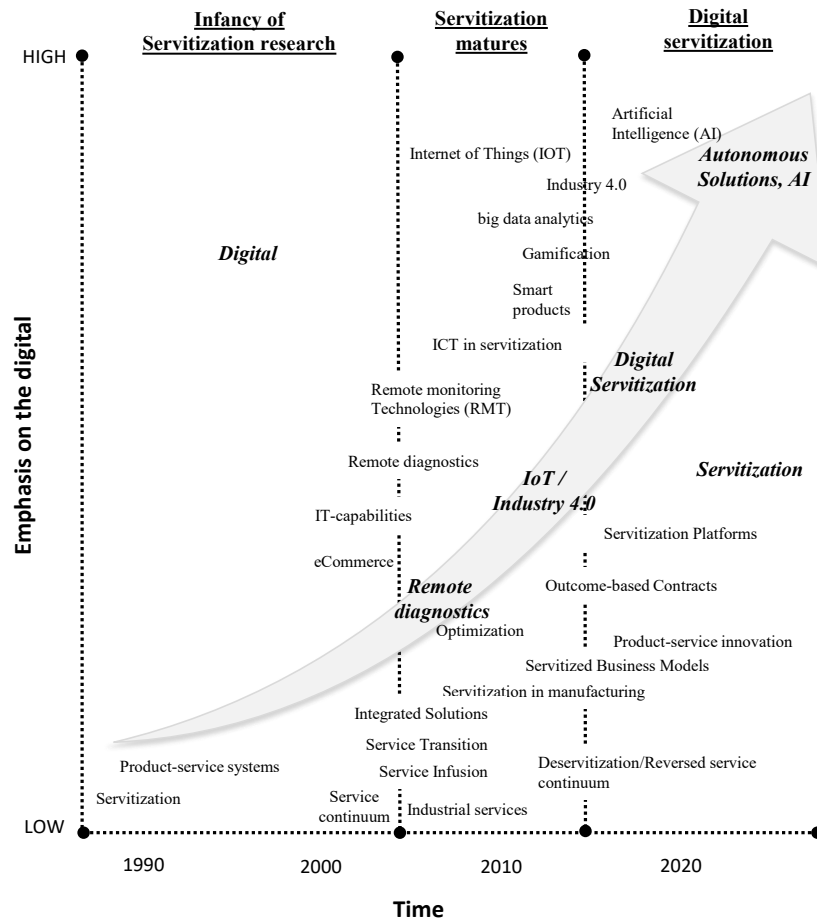 Infancy of
Servitization research
Servitization
matures
Digital
servitization
HIGH
Artificial
Intelligence (AI)
Internet of Things (IOT)
Autonomous
Solutions, AI
Industry 4.0
big data analytics
Digital
Gamification
Smart
products
ICT in servitization
Digital
Servitization
Remote monitoring
Technologies (RMT)
Emphasis on the digital
Remote diagnostics
Servitization
IoT /
Industry 4.0
IT-capabilities
Servitization Platforms
eCommerce
Remote
diagnostics
Outcome-based Contracts
Optimization
Product-service innovation
Servitized Business Models
Servitization in manufacturing
Integrated Solutions
Service Transition
Product-service systems
Deservitization/Reversed service
continuum
Service Infusion
Servitization
Service
continuum
Industrial services
LOW
1990
2000
2010
2020
Time